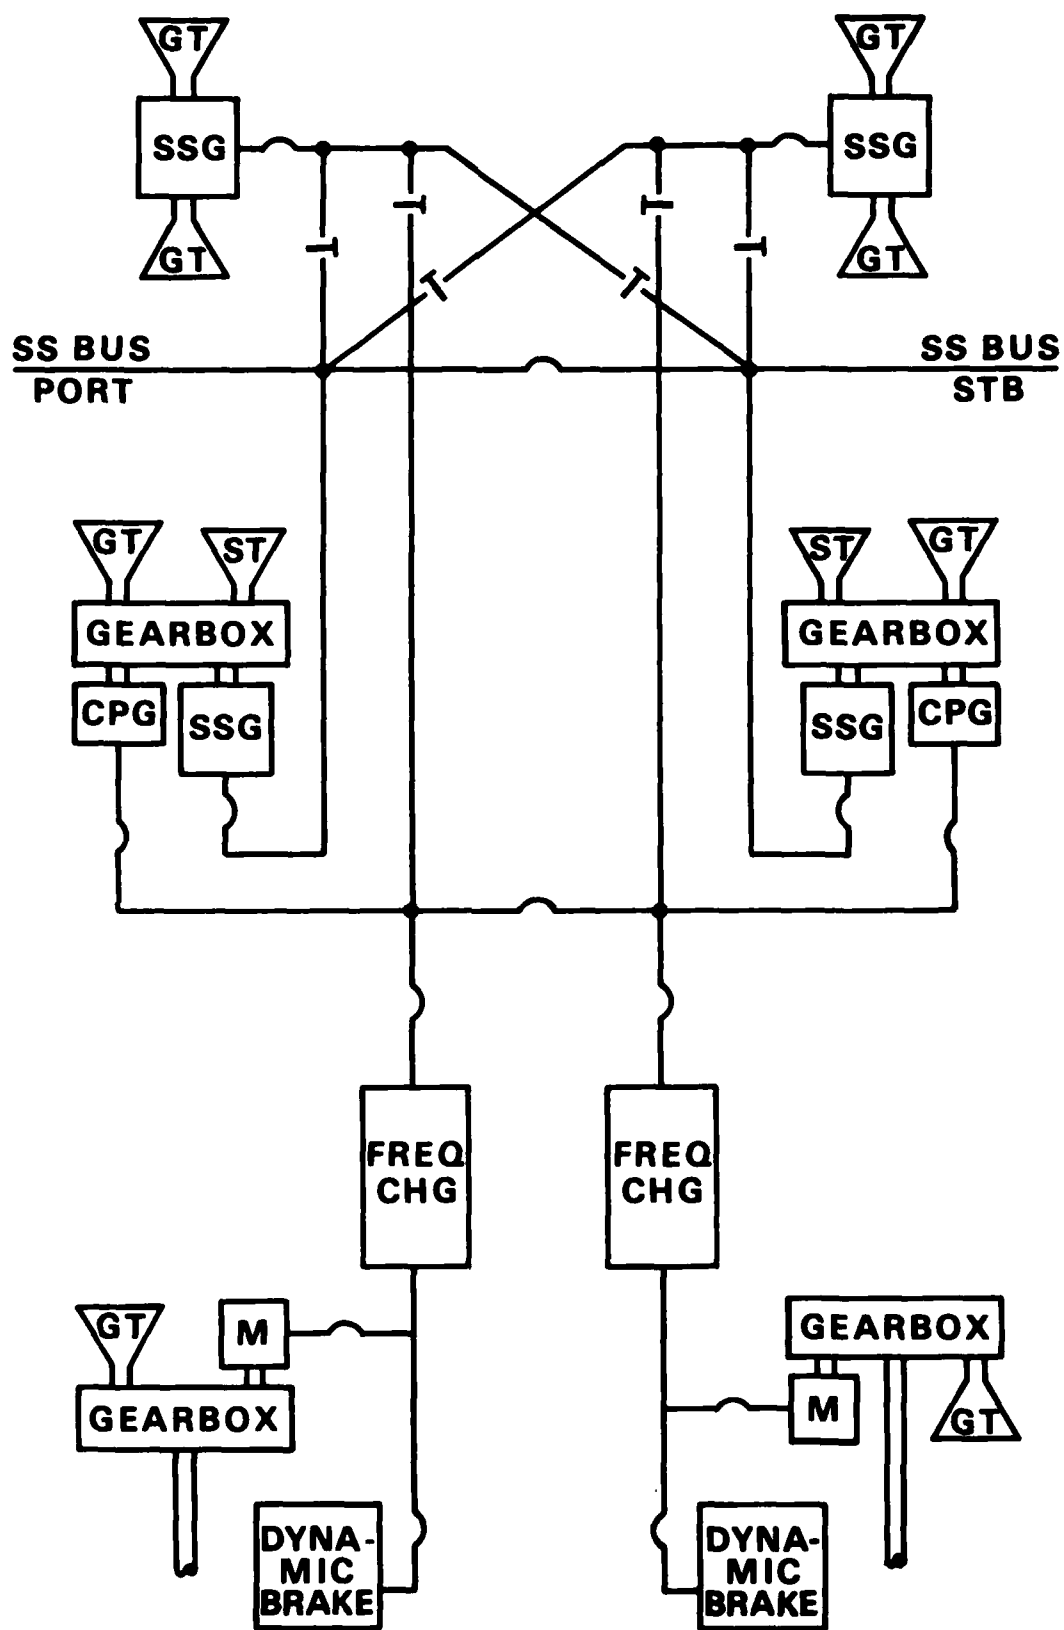 GT
GT
SSG
SSG
GT
GT
SS BUS
PORT
SS BUS
STB
GT
ST
ST
GT
GEARBOX
GEARBOX
CPG
SSG
SSG
CPG
FREQ
CHG
FREQ
CHG
GT
M
GEARBOX
GEARBOX
M
GT
DYNA-
MIC
BRAKE
DYNA-
MIC
BRAKE